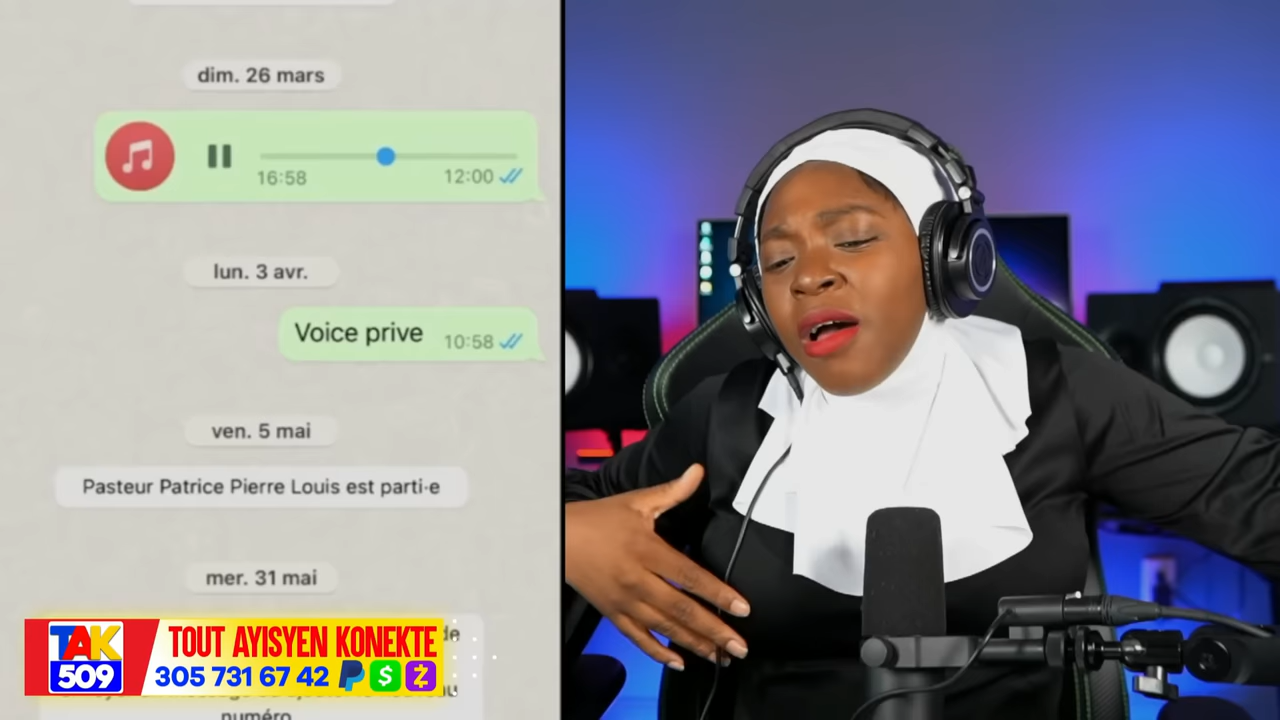 dim. 26 mars
16:58
12:00
lun. 3 avr.
Voice prive 10:58
ven. 5 mai
Pasteur Patrice Pierre Louis est parti·e
mer. 31 mai
TAK
509
TOUT AYISYEN KONEKTE
305 731 67 42
numéro